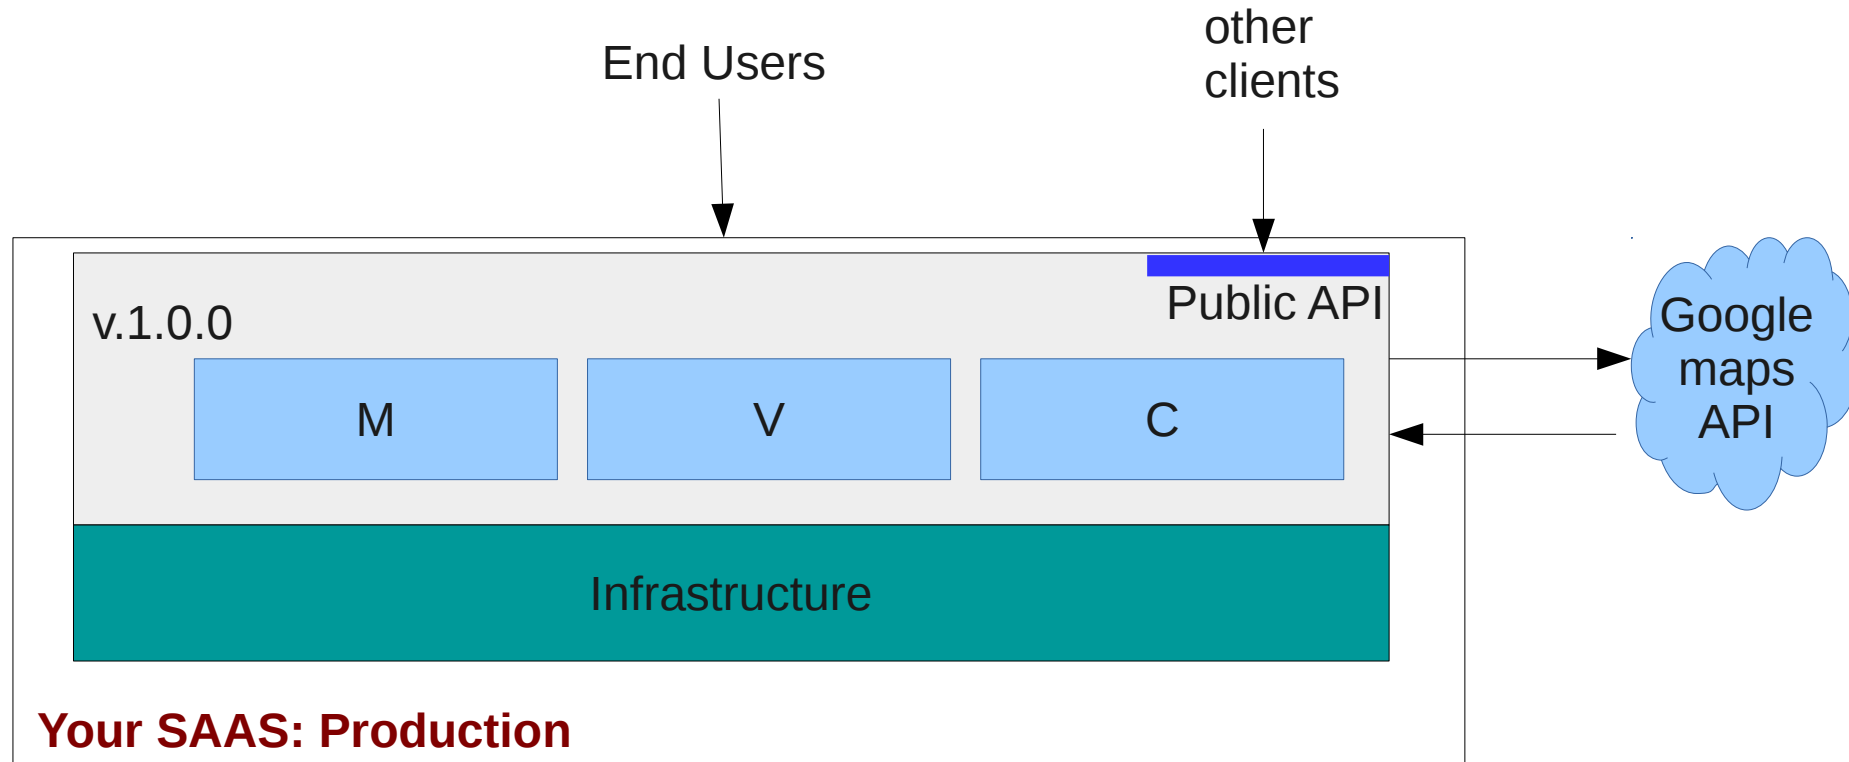 End Users
other
clients
v.1.0.0
Public API
M
V
C
Google
maps
API
Infrastructure
Your SAAS: Production